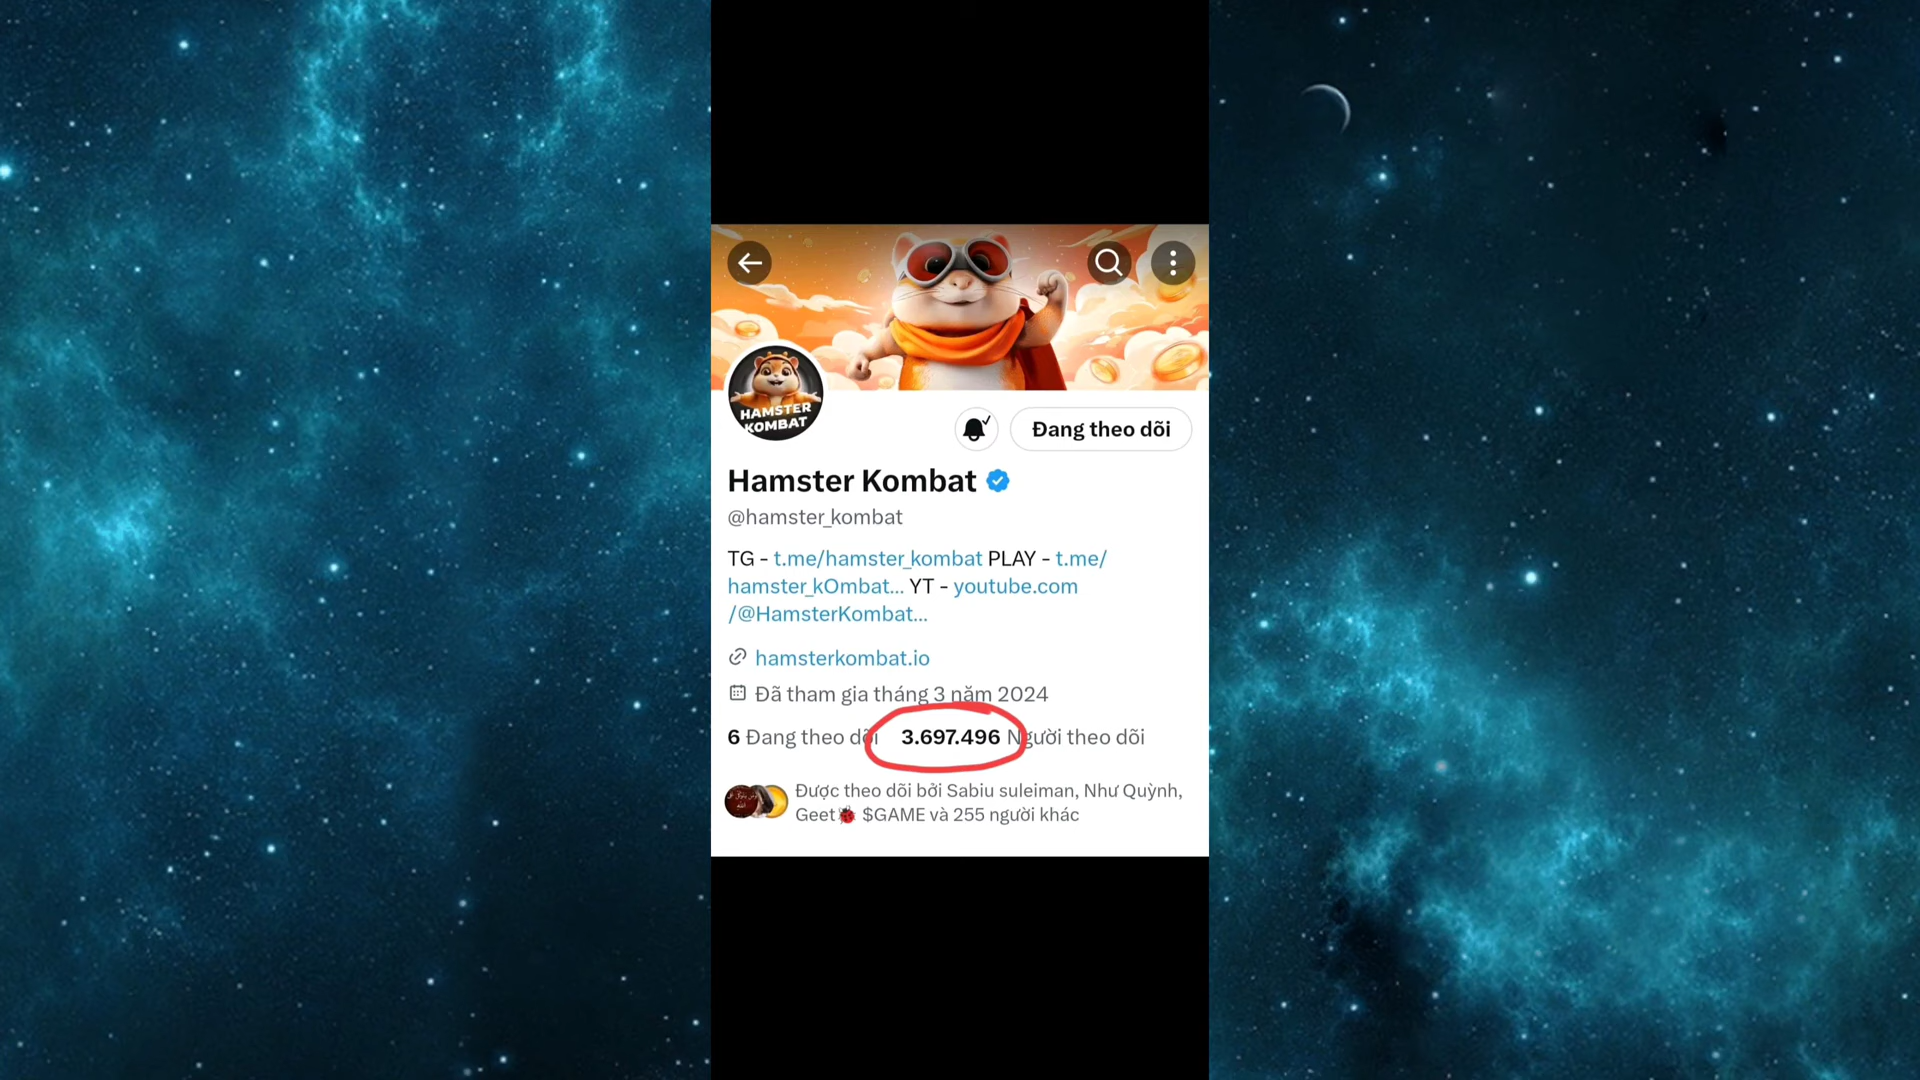 HAMSTER
KOMBAT
Đang theo dõi
Hamster Kombat
@hamster_kombat
TG - t.me/hamster_kombat PLAY - t.me/
hamster_kOmbat... YT - youtube.com
/@HamsterKombat...
hamsterkombat.io
Đã tham gia tháng 3 năm 2024
6 Đang theo dõi 3.697.496 Người theo dõi
Được theo dõi bởi Sabiu suleiman, Như Quỳnh,
Geet🐞 $GAME và 255 người khác